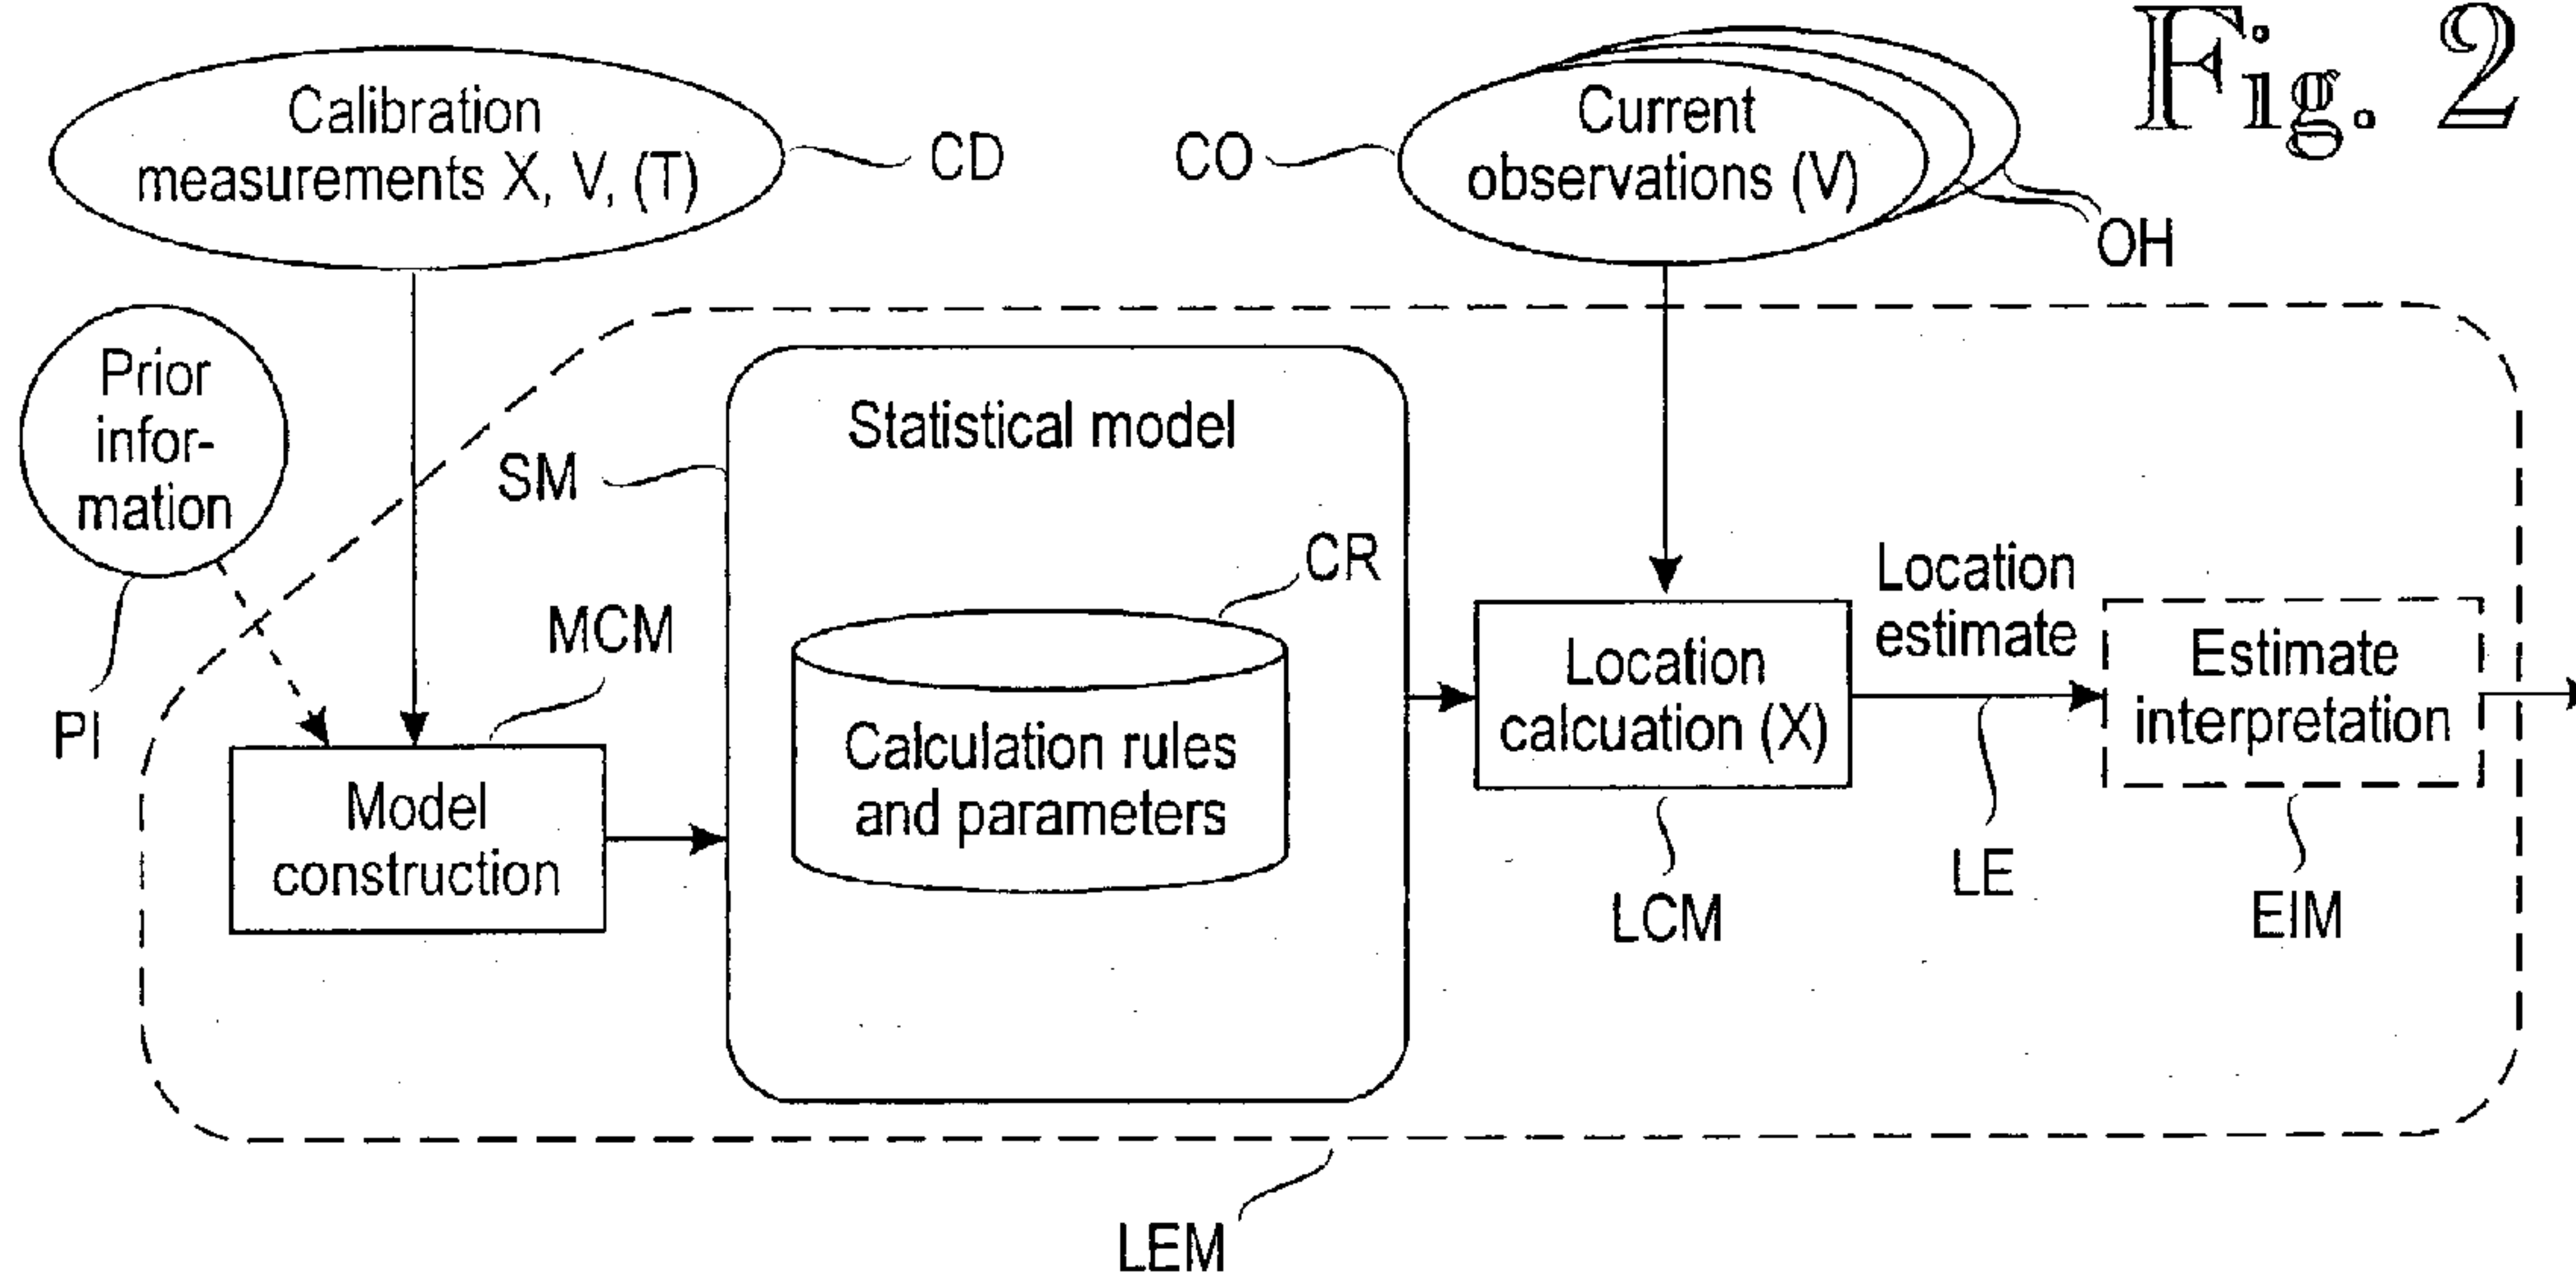 Fig. 2
Calibration
measurements X, V, (T)
CD
CO
Current
observations (V)
OH
Prior
infor-
mation
PI
SM
Statistical model
CR
MCM
Calculation rules
and parameters
Model
construction
Location
calcuation (X)
LCM
Location
estimate
LE
Estimate
interpretation
EIM
LEM